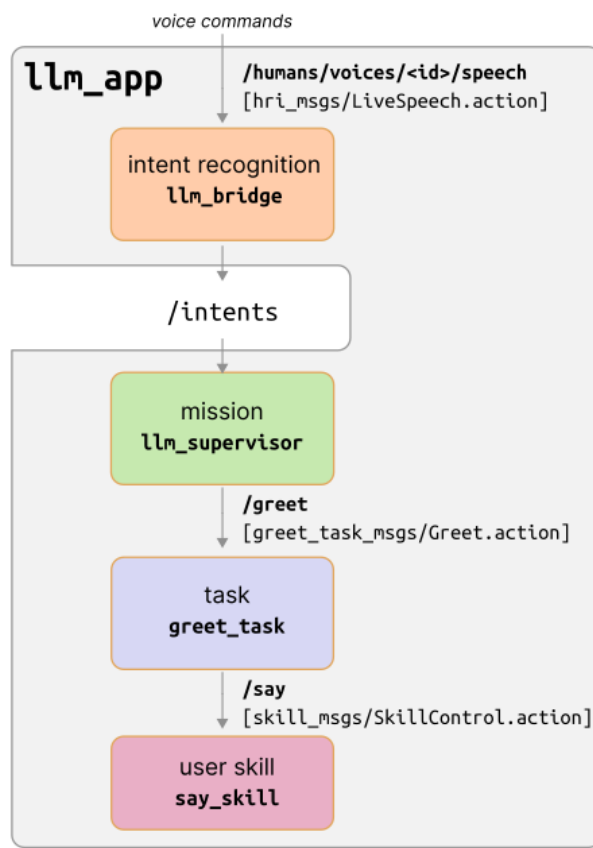 voice commands
llm_app
/humans/voices/<id>/speech
[hri_msgs/LiveSpeech.action]
intent recognition
llm_bridge
/intents
mission
llm_supervisor
/greet
[greet_task_msgs/Greet.action]
task
greet_task
/say
[skill_msgs/SkillControl.action]
user skill
say_skill